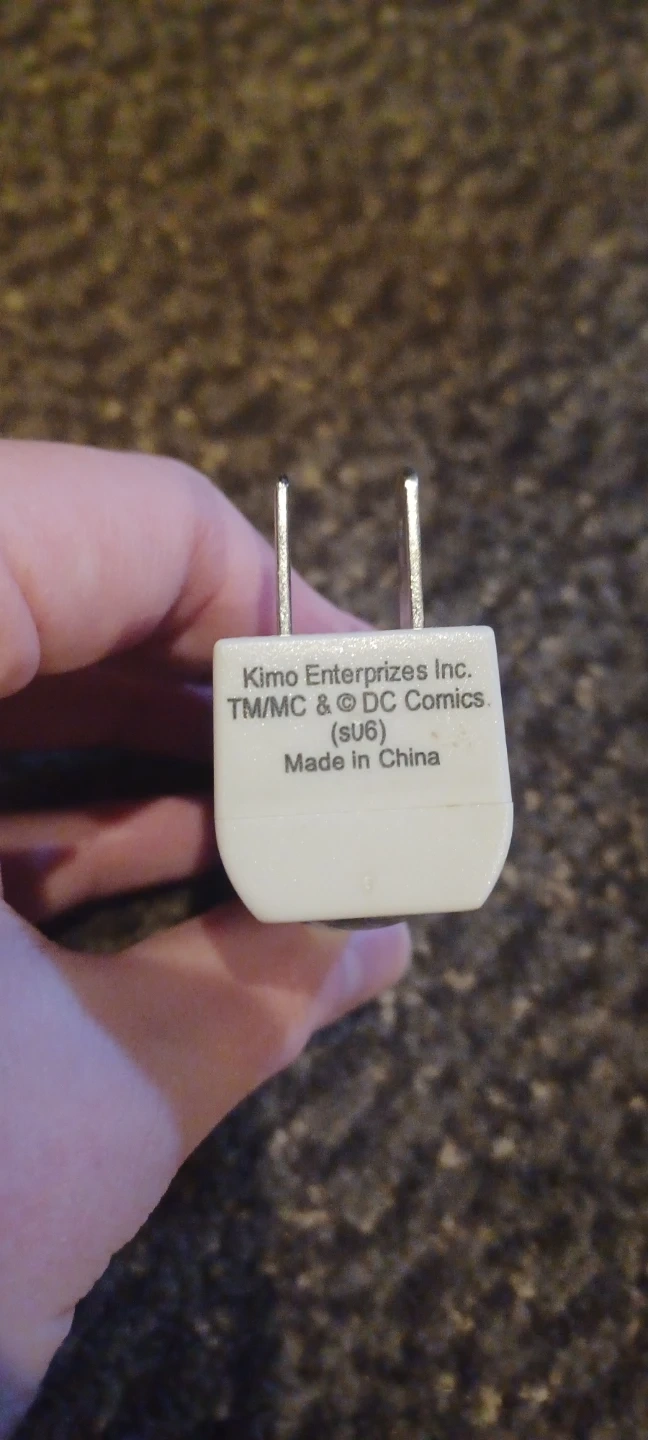 Kimo Enterprizes Inc.
TM/MC & © DC Comics.
(sU6)
Made in China